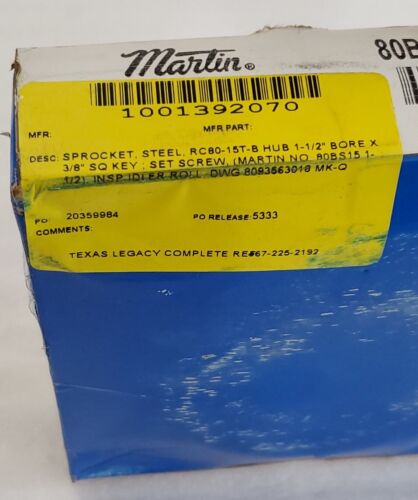 Martin®
80B
1001392070
MFR:
MFR PART:
DESC: SPROCKET, STEEL, RC80-15T-B HUB 1-1/2" BORE X
3/8" SQ KEY ; SET SCREW, (MARTIN NO. 80BS15 1-
1/2), INSP IDLER ROLL, DWG 8093563018 MK-Q
PO: 20359984
PO RELEASE: 5333
COMMENTS:
TEXAS LEGACY COMPLETE 567-225-2192